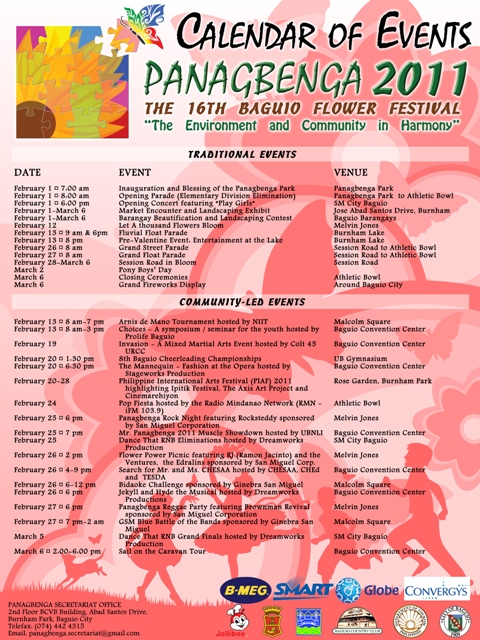 CALENDAR OF EVENTS
PANAGBENGA 2011
THE 16TH BAGUIO FLOWER FESTIVAL
"The Environment and Community in Harmony"
TRADITIONAL EVENTS
DATE EVENT VENUE
February 1 ¤ 7.00 am Inauguration and Blessing of the Panagbenga Park Panagbenga Park
February 1 ¤ 8.00 am Opening Parade (Elementary Division Elimination) Panagbenga Park to Athletic Bowl
February 1 ¤ 6.00 pm Opening Concert featuring "Play Girls" SM City Baguio
February 1-March 6 Market Encounter and Landscaping Exhibit Jose Abad Santos Drive, Burnham
February 1-March 6 Barangay Beautification and Landscaping Contest Baguio Barangays
February 12 Let A thousand Flowers Bloom Melvin Jones
February 13 ¤ 9 am & 6pm Fluvial Float Parade Burnham Lake
February 13 ¤ 8 pm Pre-Valentine Event. Entertainment at the Lake Burnham Lake
February 26 ¤ 8 am Grand Street Parade Session Road to Athletic Bowl
February 27 ¤ 8 am Grand Float Parade Session Road to Athletic Bowl
February 28-March 6 Session Road in Bloom Session Road
March 2 Pony Boys' Day
March 6 Closing Ceremonies Athletic Bowl
March 6 Grand Fireworks Display Around Baguio City
COMMUNITY-LED EVENTS
February 13 ¤ 8 am-7 pm Arnis de Mano Tournament hosted by NIIT Malcolm Square
February 13 ¤ 8 am-3 pm Choices - A symposium / seminar for the youth hosted by Baguio Convention Center
Prolife Baguio
February 19 Invasion - A Mixed Martial Arts Event hosted by Colt 45 Baguio Convention Center
URCC
February 20 ¤ 1.30 pm 8th Baguio Cheerleading Championships UB Gymnasium
February 20 ¤ 6:30 pm The Mannequin - Fashion at the Opera hosted by Baguio Convention Center
Stageworks Production
February 20-28 Philippine International Arts Festival (PIAF) 2011 Rose Garden, Burnham Park
highlighting Ipitik Festival, The Axis Art Project and
Cinemarehiyon
February 24 Pop Fiesta hosted by the Radio Mindanao Network (RMN - Athletic Bowl
iFM 103.9)
February 25 ¤ 6 pm Panagbenga Rock Night featuring Rocksteddy sponsored Melvin Jones
by San Miguel Corporation
February 25 ¤ 7 pm Mr. Panagbenga 2011 Muscle Showdown hosted by UBNLI Baguio Convention Center
February 25 Dance That RNB Eliminations hosted by Dreamworks SM City Baguio
Production
February 26 ¤ 2 pm Flower Power Picnic featuring RJ (Ramon Jacinto) and the Melvin Jones
Ventures, the Edralins sponsored by San Miguel Corp.
February 26 ¤ 4-9 pm Search for Mr. and Ms. CHESAA hosted by CHESAA, CHEd Baguio Convention Center
and TESDA
February 26 ¤ 6-12 pm Bidaoke Challenge sponsored by Ginebra San Miguel Malcolm Square
February 26 ¤ 6 pm Jekyll and Hyde the Musical hosted by Dreamworks Baguio Convention Center
Productions
February 27 ¤ 6 pm Panagbenga Reggae Party featuring Brownman Revival Melvin Jones
sponsored by San Miguel Corporation
February 27 ¤ 7 pm-2 am GSM Blue Battle of the Bands sponsored by Ginebra San Malcolm Square
Miguel
March 5 Dance That RNB Grand Finals hosted by Dreamworks SM City Baguio
Production
March 6 ¤ 2.00-6.00 pm Sail on the Caravan Tour Baguio Convention Center
B-MEG SMART Globe CONVERGYS
PANAGBENGA SECRETARIAT OFFICE
2nd Floor BCVB Building, Abad Santos Drive,
Burnham Park, Baguio City
Telefax. (074) 442 4315
Email. panagbenga.secretariat@gmail.com
Jollibee
BAGUIO COUNTRY CLUB